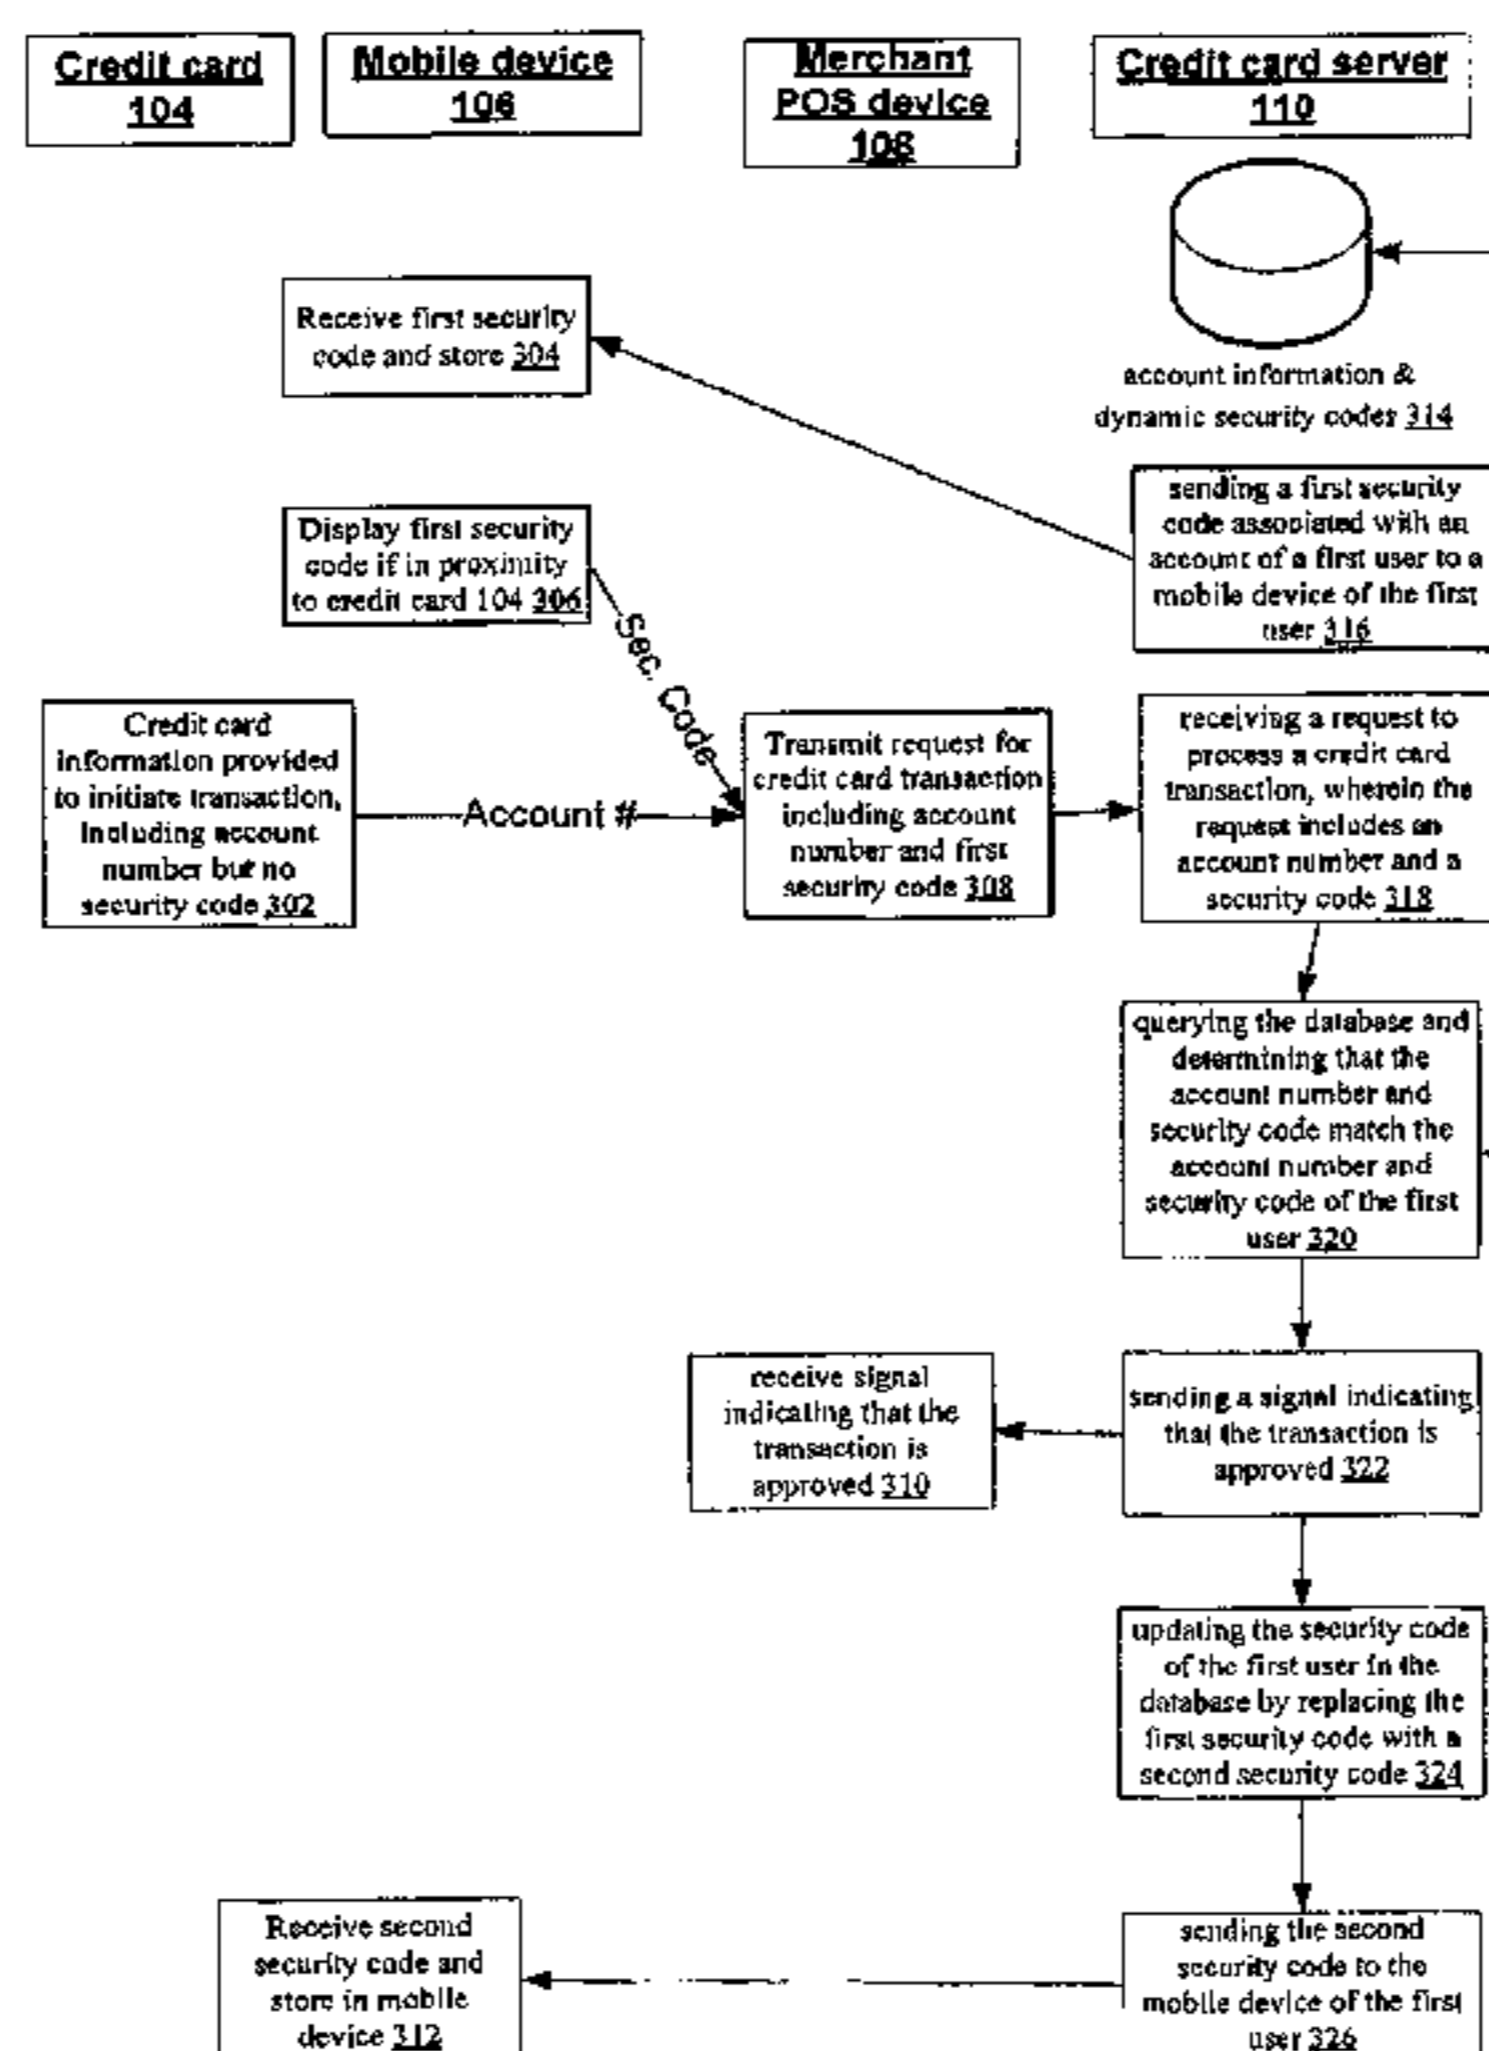 Credit card
104
Mobile device
106
Merchant
POS device
108
Credit card server
110
account information &
dynamic security codes 314
Receive first security
code and store 304
sending a first security
code associated with an
account of a first user to a
mobile device of the first
user 316
Display first security
code if in proximity
to credit card 104 306
Sec. Code
Credit card
information provided
to initiate transaction,
including account
number but no
security code 302
Account #
Transmit request for
credit card transaction
including account
number and first
security code 308
receiving a request to
process a credit card
transaction, wherein the
request includes an
account number and a
security code 318
querying the database and
determining that the
account number and
security code match the
account number and
security code of the first
user 320
receive signal
indicating that the
transaction is
approved 310
sending a signal indicating
that the transaction is
approved 322
updating the security code
of the first user in the
database by replacing the
first security code with a
second security code 324
Receive second
security code and
store in mobile
device 312
sending the second
security code to the
mobile device of the first
user 326